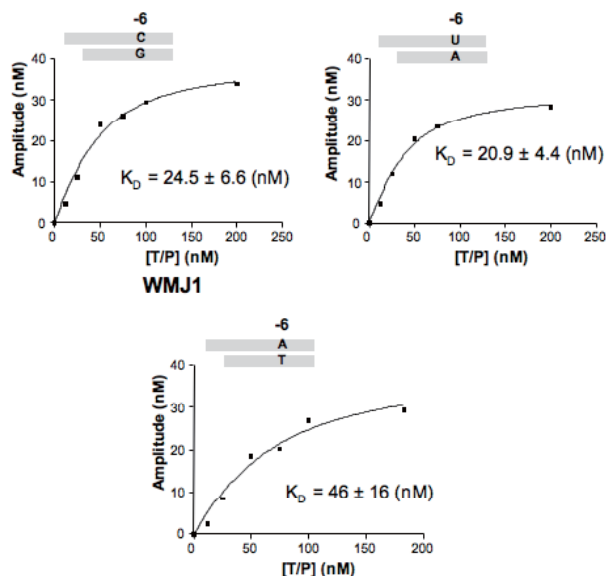 -6
C
G
Amplitude (nM)
40
30
20
10
0
K_D = 24.5 ± 6.6 (nM)
0 50 100 150 200 250
[T/P] (nM)
WMJ1
-6
U
A
Amplitude (nM)
40
30
20
10
0
K_D = 20.9 ± 4.4 (nM)
0 50 100 150 200 250
[T/P] (nM)
-6
A
T
Amplitude (nM)
40
30
20
10
0
K_D = 46 ± 16 (nM)
0 50 100 150 200
[T/P] (nM)